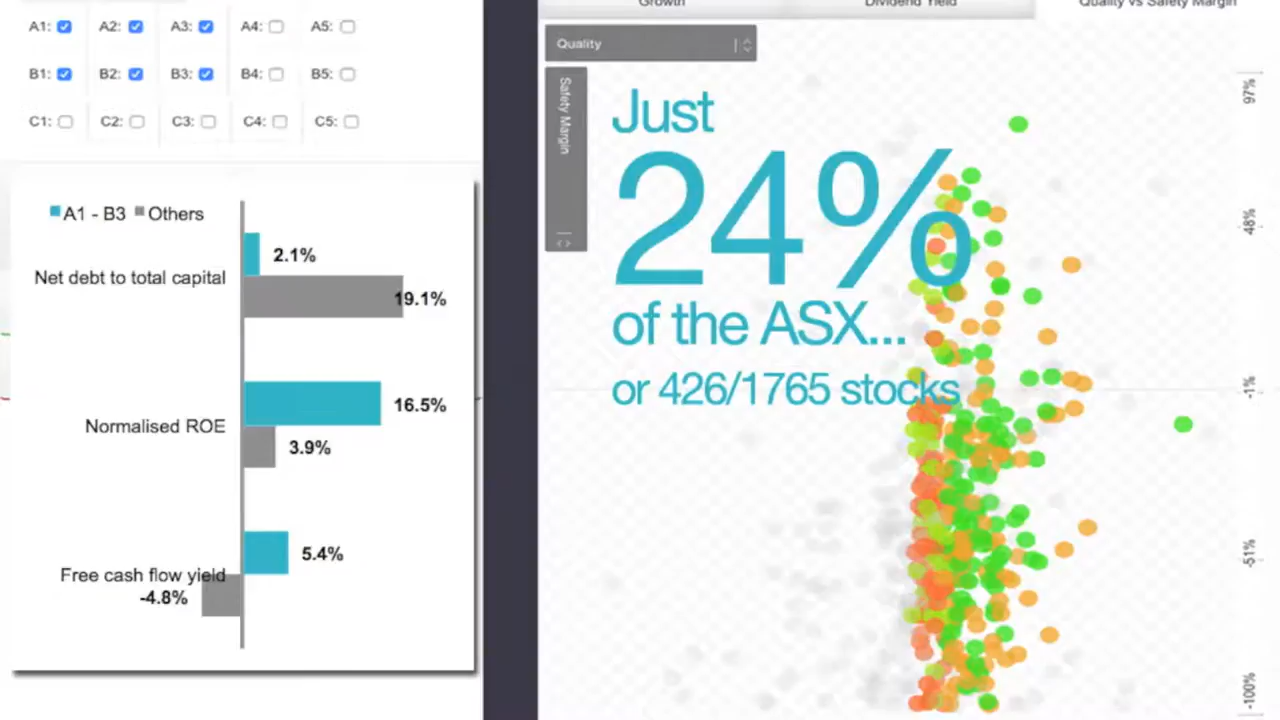 A1: A2: A3: A4: A5:
B1: B2: B3: B4: B5:
C1: C2: C3: C4: C5:
A1 - B3 Others
Net debt to total capital
2.1%
19.1%
Normalised ROE
16.5%
3.9%
Free cash flow yield
5.4%
-4.8%
Growth
Dividend Yield
Quality vs Safety Margin
Quality
Safety Margin
Just
24%
of the ASX...
or 426/1765 stocks
97%
48%
-1%
-51%
-100%